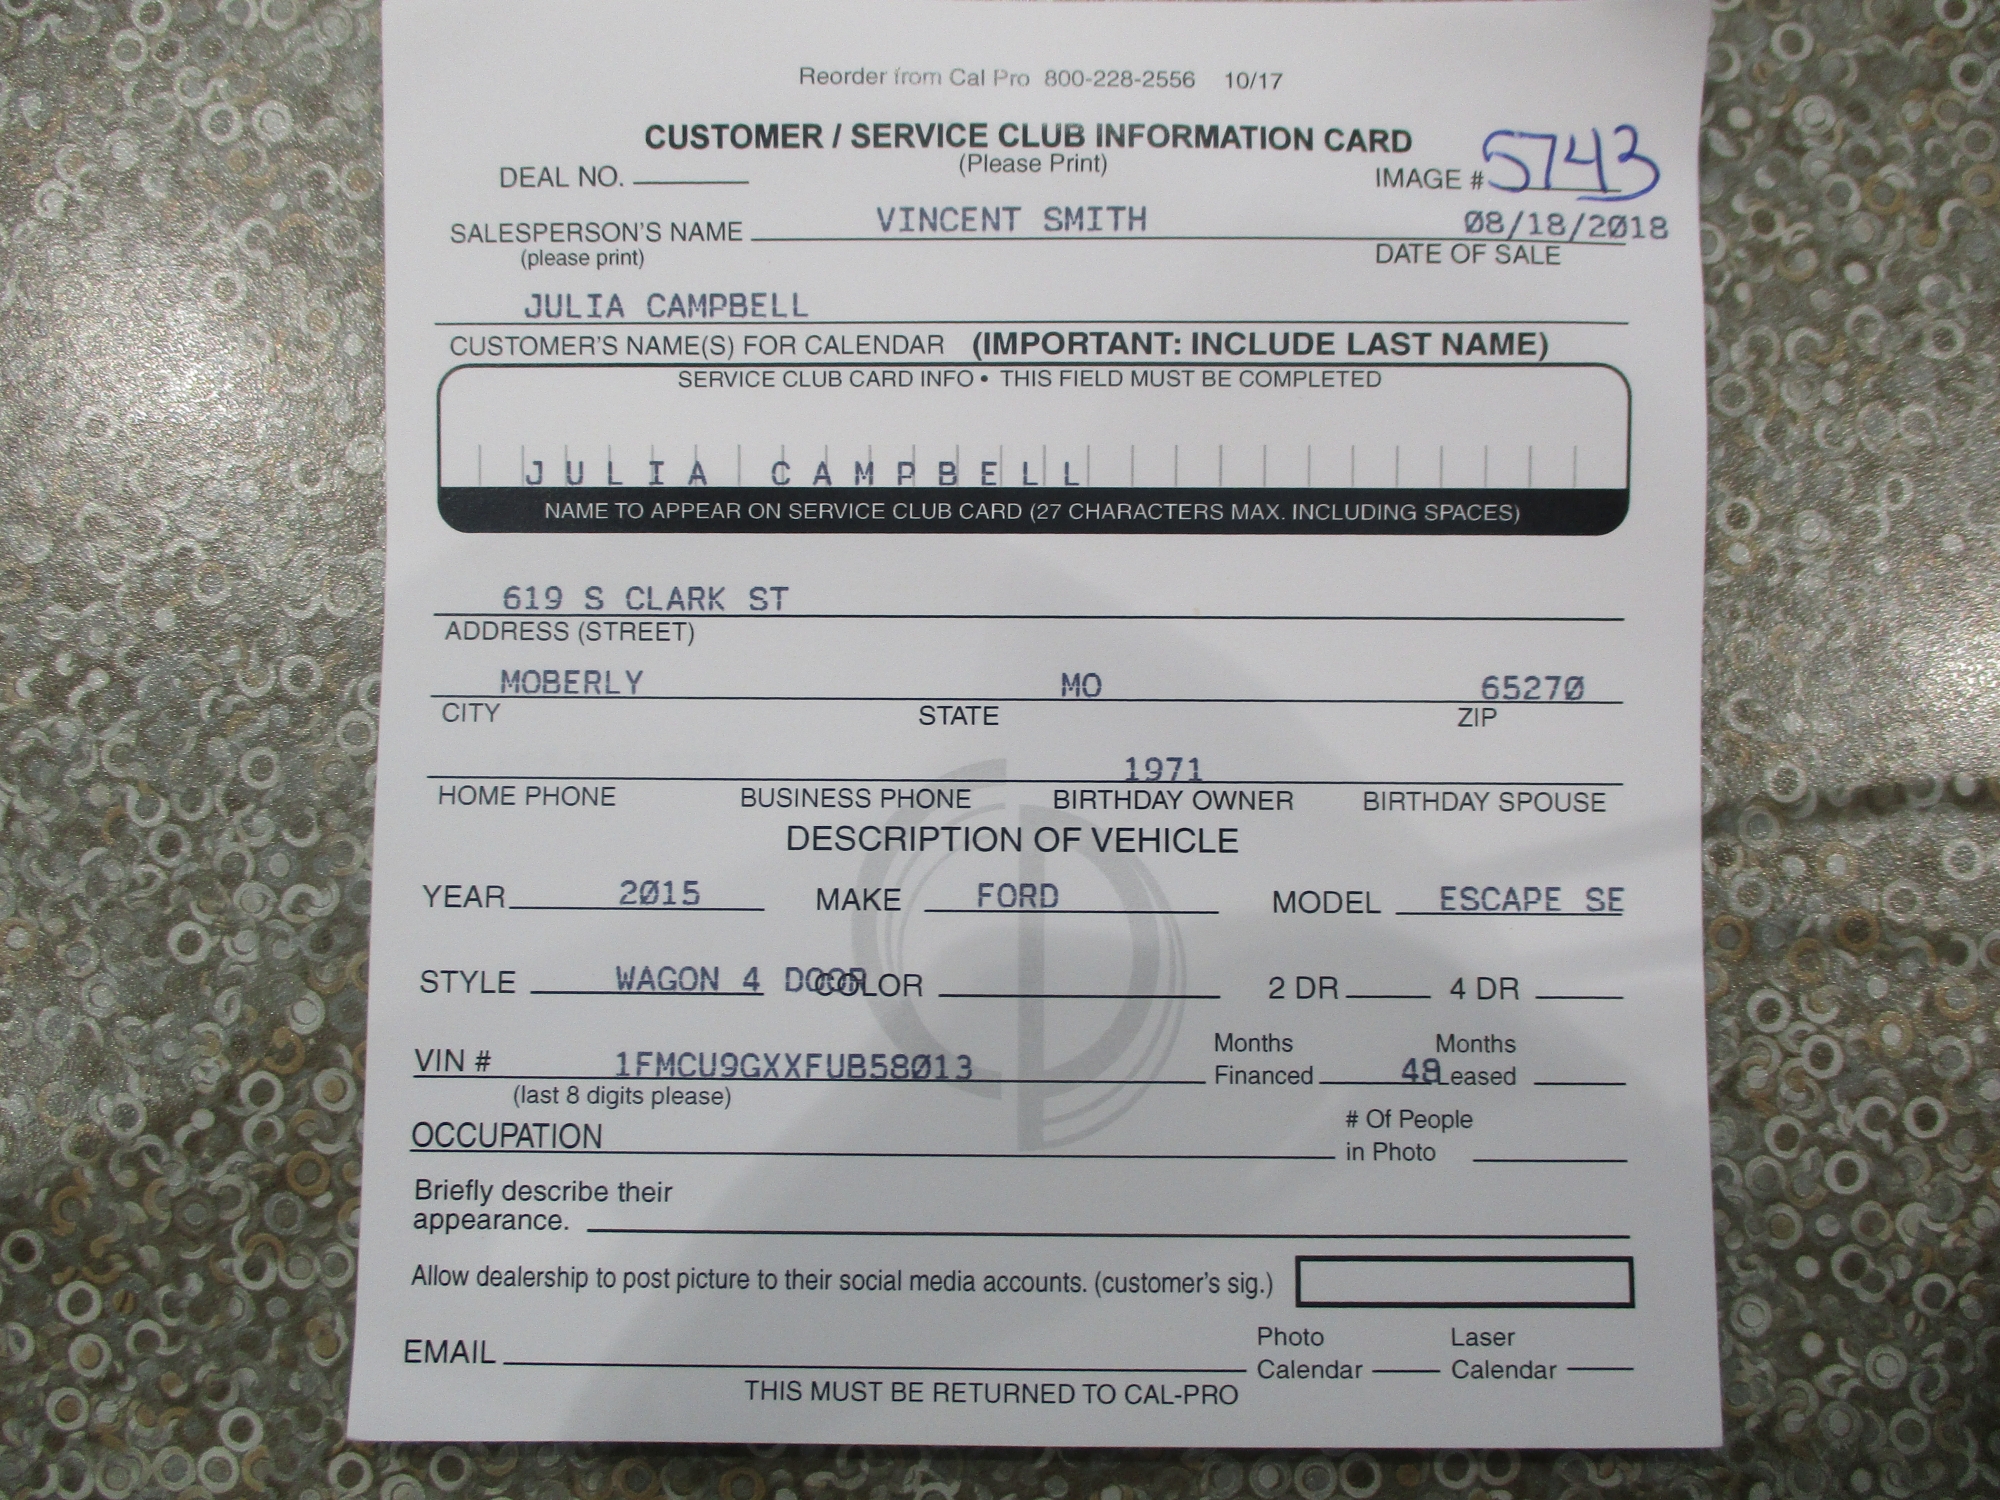 Reorder from Cal Pro 800-228-2556 10/17
CUSTOMER / SERVICE CLUB INFORMATION CARD
(Please Print)
DEAL NO. IMAGE # 5743
SALESPERSON'S NAME VINCENT SMITH 08/18/2018
(please print) DATE OF SALE
JULIA CAMPBELL
CUSTOMER'S NAME(S) FOR CALENDAR (IMPORTANT: INCLUDE LAST NAME)
SERVICE CLUB CARD INFO • THIS FIELD MUST BE COMPLETED
JULIA CAMPBELL
NAME TO APPEAR ON SERVICE CLUB CARD (27 CHARACTERS MAX. INCLUDING SPACES)
619 S CLARK ST
ADDRESS (STREET)
MOBERLY MO 65270
CITY STATE ZIP
1971
HOME PHONE BUSINESS PHONE BIRTHDAY OWNER BIRTHDAY SPOUSE
DESCRIPTION OF VEHICLE
YEAR 2015 MAKE FORD MODEL ESCAPE SE
STYLE WAGON 4 DOOR COLOR 2 DR 4 DR
VIN # 1FMCU9GXXFUB58013 Months Financed 48 Months Leased
(last 8 digits please)
OCCUPATION # Of People in Photo
Briefly describe their
appearance.
Allow dealership to post picture to their social media accounts. (customer's sig.)
EMAIL Photo Calendar Laser Calendar
THIS MUST BE RETURNED TO CAL-PRO